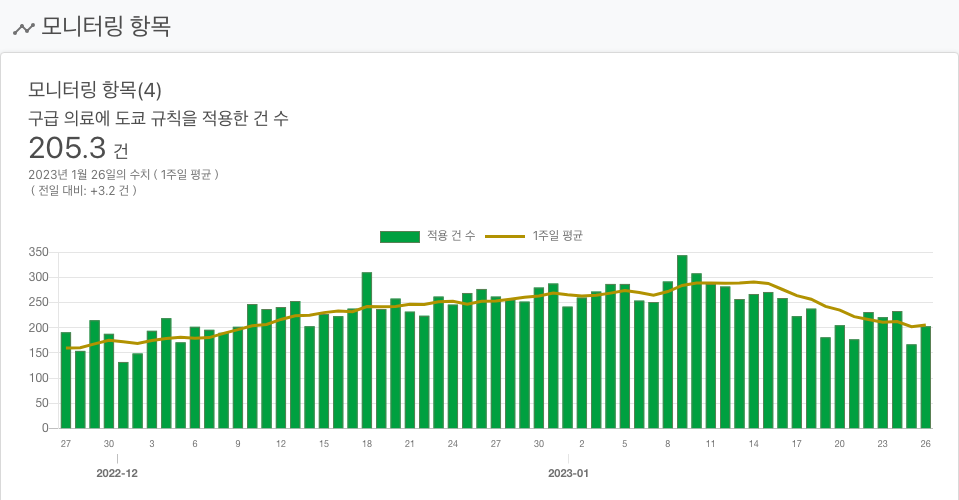 모니터링 항목
모니터링 항목(4)
구급 의료에 도쿄 규칙을 적용한 건 수
205.3 건
2023년 1월 26일의 수치 ( 1주일 평균 )
( 전일 대비: +3.2 건 )
적용 건 수 1주일 평균
350
300
250
200
150
100
50
0
27 30 3 6 9 12 15 18 21 24 27 30 2 5 8 11 14 17 20 23 26
2022-12 2023-01